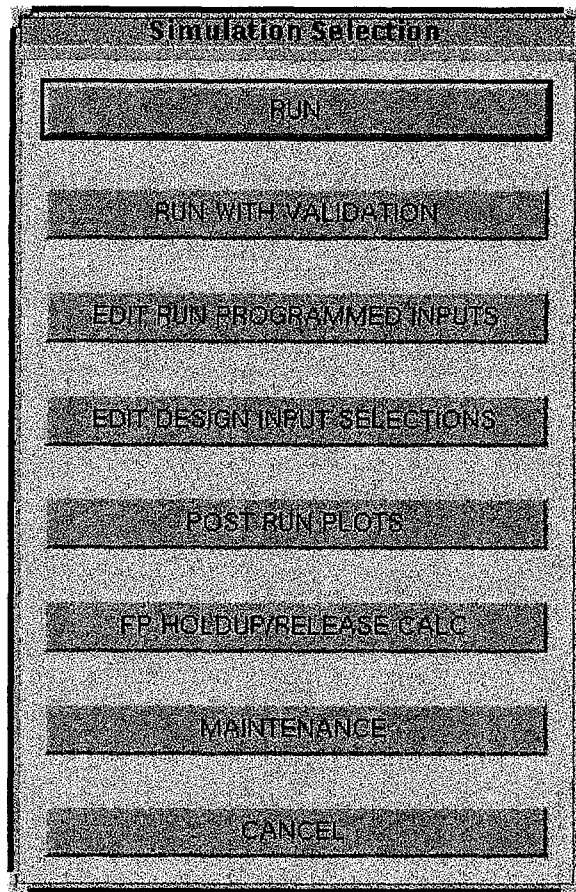 Simulation Selection
RUN
RUN WITH VALIDATION
EDIT RUN PROGRAMMED INPUTS
EDIT DESIGN INPUT SELECTIONS
POST RUN PLOTS
FP HOLDUP/RELEASE CALC
MAINTENANCE
CANCEL